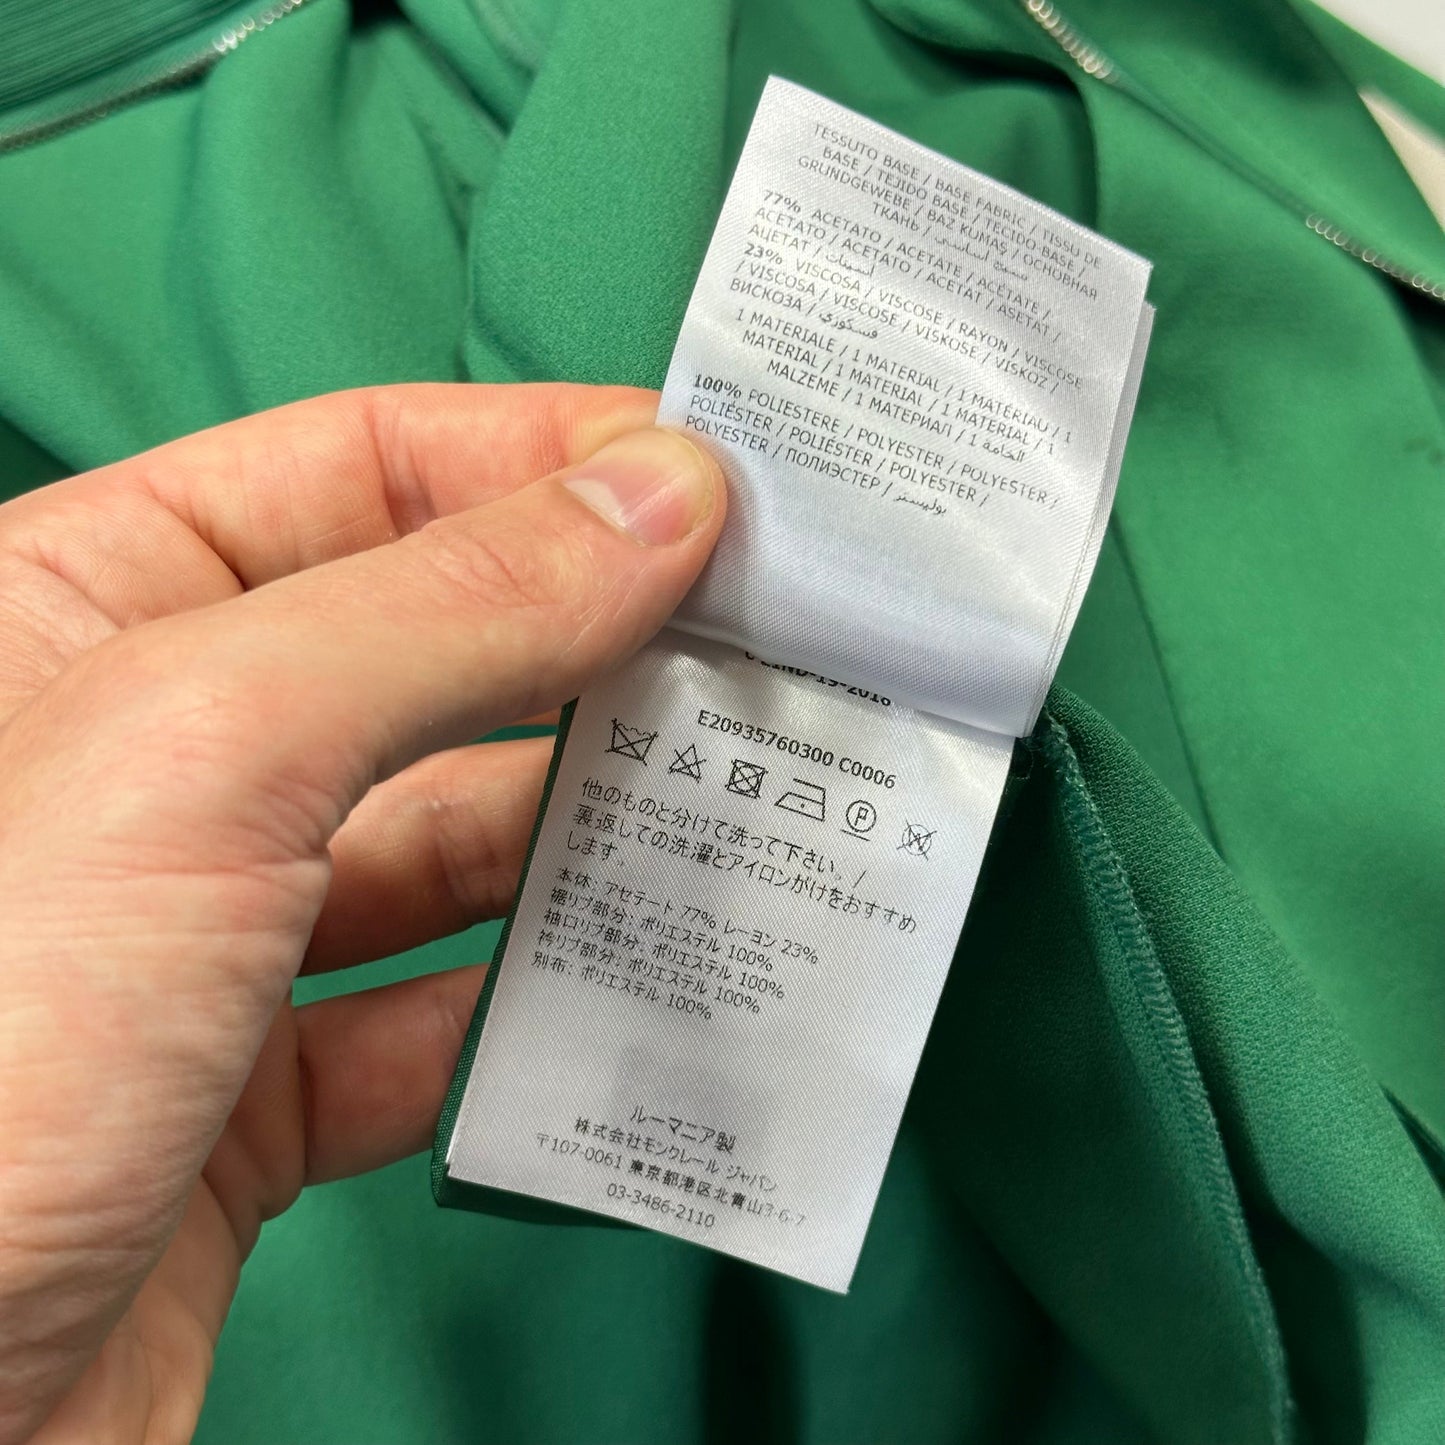 TESSUTO BASE / BASE FABRIC / TISSU DE
BASE / TEJIDO BASE / TECIDO BASE /
GRUNDGEWEBE / BAZ KUMAŞ / ОСНОВНАЯ
ТКАНЬ / نسيج أساسي
77% ACETATO / ACETATE / ACÉTATE /
ACETATO / ACETATO / ACETAT / ASETAT /
АЦЕТАТ /
23% VISCOSA / VISCOSE / RAYON / VISCOSE
/ VISCOSA / VISCOSE / VISKOSE / VISKOZ /
ВИСКОЗА / فسكوزي
1 MATERIALE / 1 MATERIAL / 1 MATERIAU / 1
MATERIAL / 1 MATERIAL / 1 MATERIAL / 1
MALZEME / 1 МАТЕРИАЛ / 1 الخامة
100% POLIESTERE / POLYESTER / POLYESTER /
POLIÉSTER / POLIÉSTER / POLYESTER /
POLYESTER / ПОЛИЭСТЕР / بوليستر
-19-2016
E20935760300 C0006
P
W
他のものと分けて洗って下さい。/
裏返しての洗濯とアイロンがけをおすすめ
します。
本体: アセテート 77% レーヨン 23%
裾リブ部分: ポリエステル 100%
袖口リブ部分: ポリエステル 100%
衿リブ部分: ポリエステル 100%
別布: ポリエステル 100%
ルーマニア製
株式会社モンクレール ジャパン
〒107-0061 東京都港区北青山3-6-7
03-3486-2110